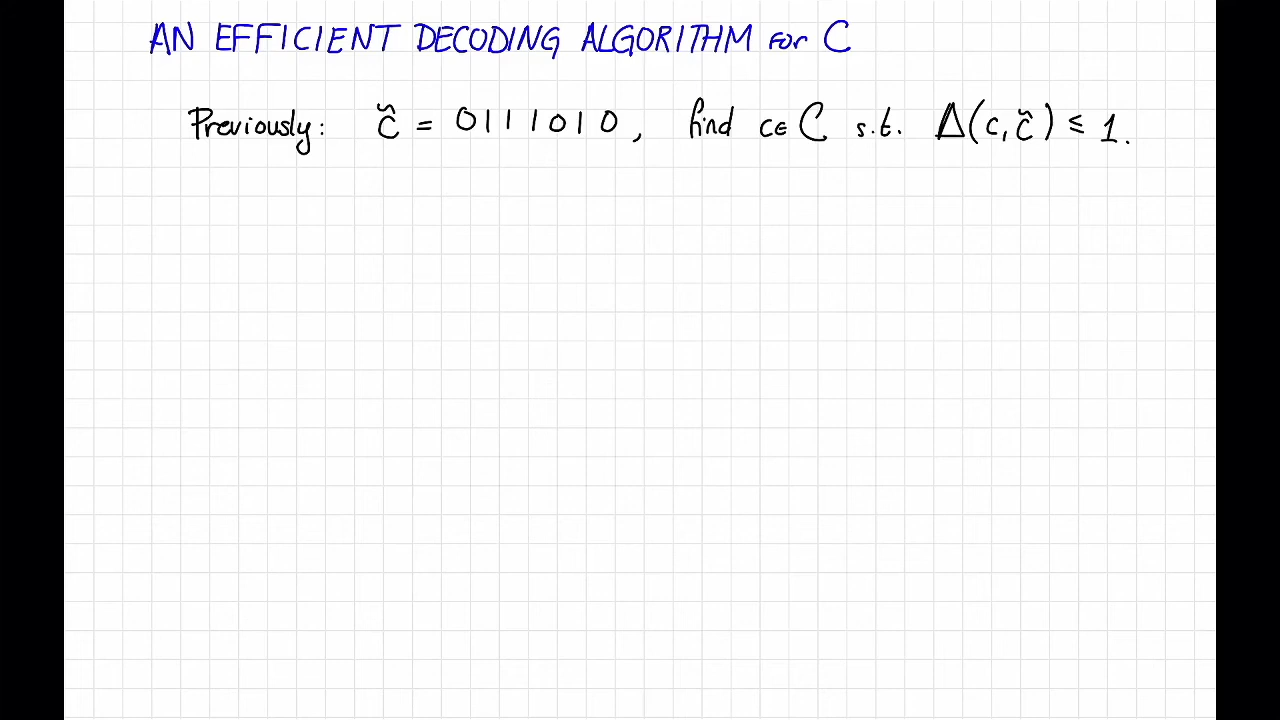 AN EFFICIENT DECODING ALGORITHM for C
Previously: c̃ = 0111010, find c∈C s.t. Δ(c, c̃) ≤ 1.